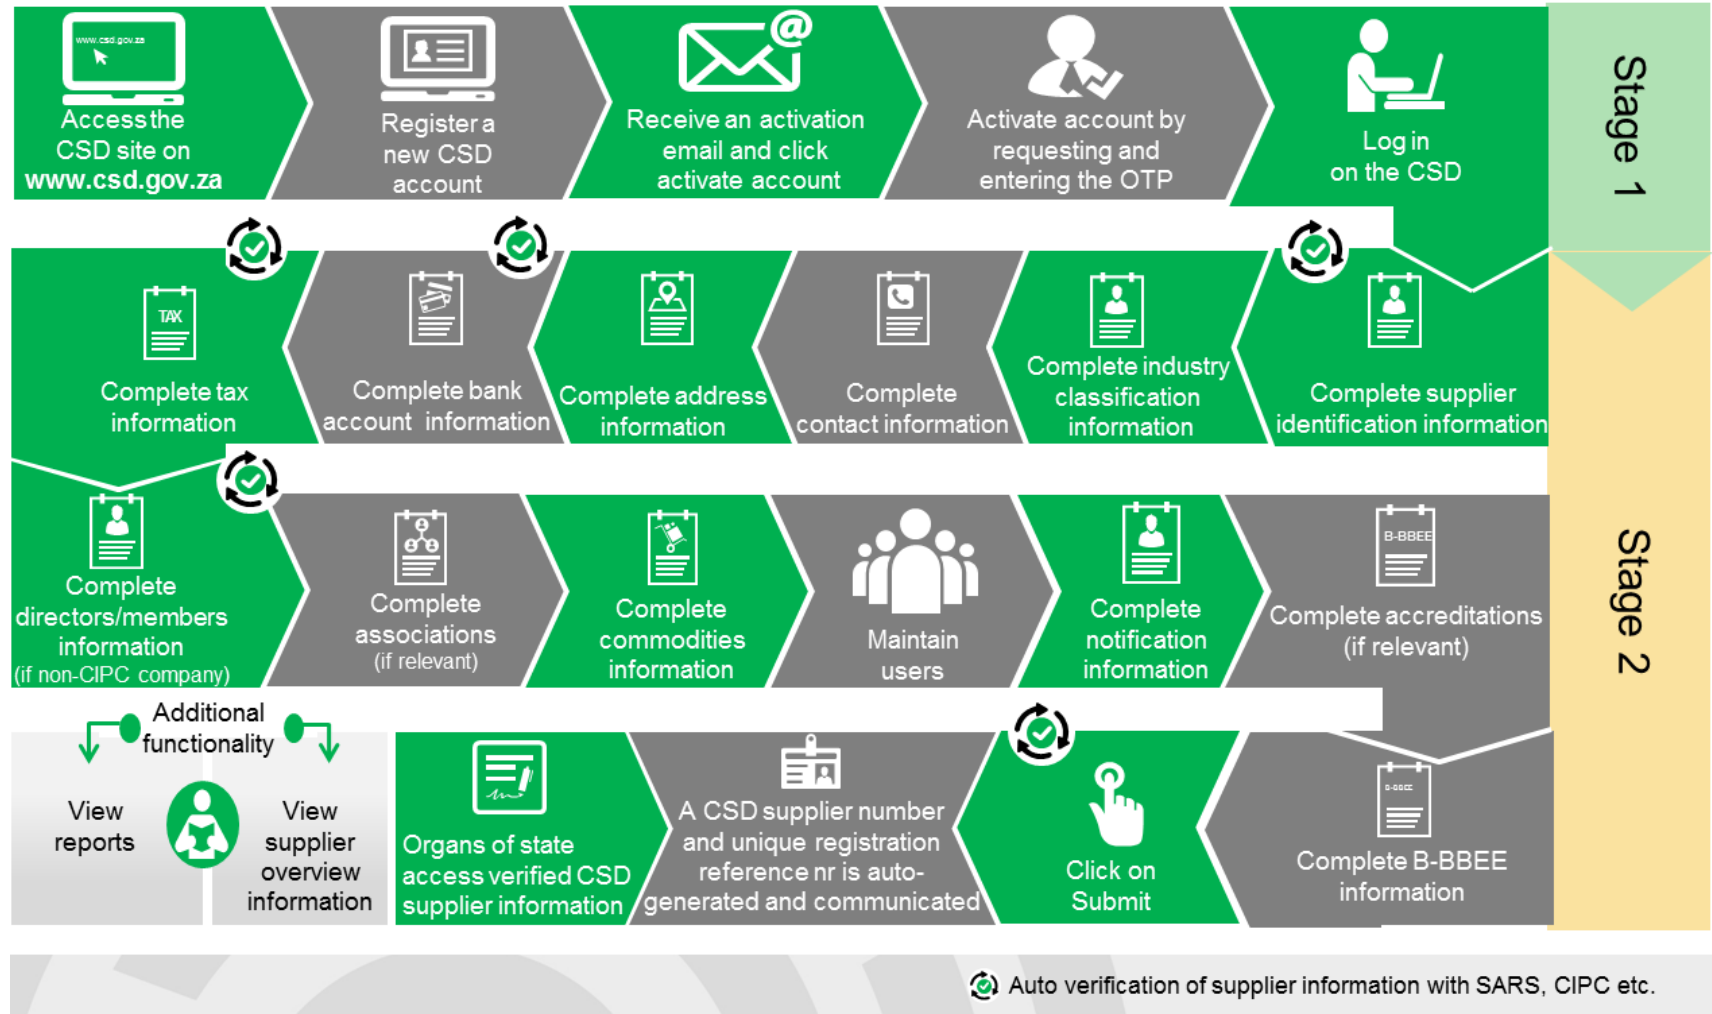 www.csd.gov.za
Access the
CSD site on
www.csd.gov.za
Register a
new CSD
account
Receive an activation
email and click
activate account
Activate account by
requesting and
entering the OTP
Log in
on the CSD
Stage 1
Complete supplier
identification information
Complete industry
classification
information
Complete
contact information
Complete address
information
Complete bank
account information
TAX
Complete tax
information
Stage 2
Complete
directors/members
information
(if non-CIPC company)
Complete
associations
(if relevant)
Complete
commodities
information
Maintain
users
Complete
notification
information
B-BBEE
Complete accreditations
(if relevant)
Complete B-BBEE
information
Click on
Submit
A CSD supplier number
and unique registration
reference nr is auto-
generated and communicated
Organs of state
access verified CSD
supplier information
Additional
functionality
View
reports
View
supplier
overview
information
Auto verification of supplier information with SARS, CIPC etc.